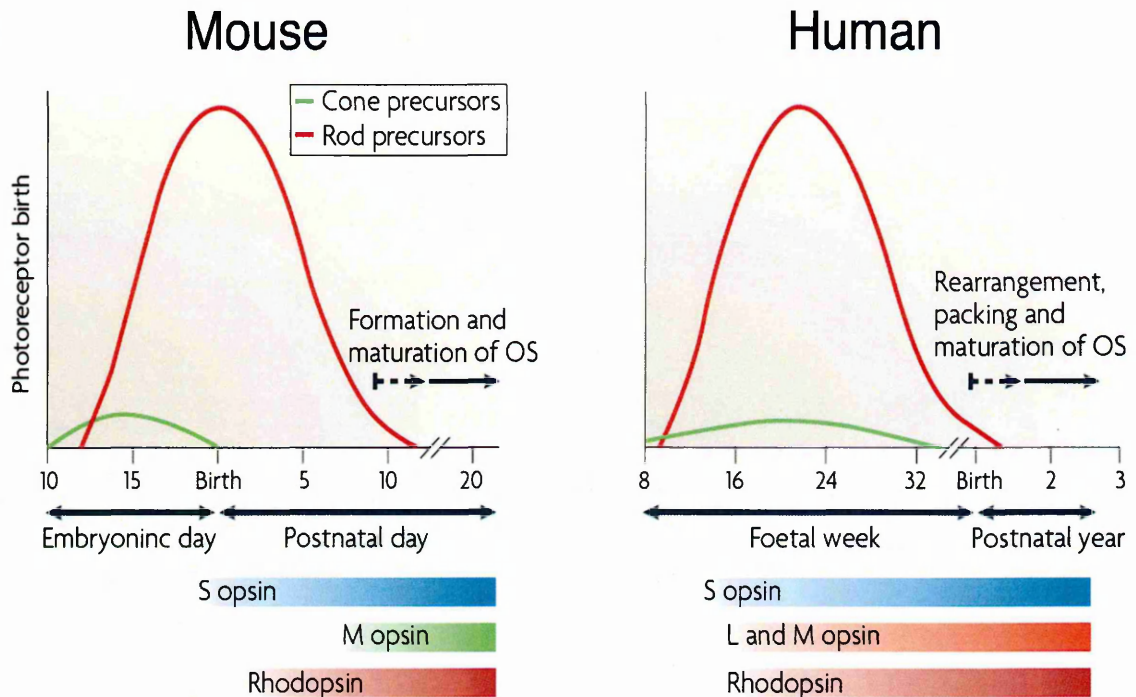 Mouse
Human
Cone precursors
Rod precursors
Photoreceptor birth
Formation and
maturation of OS
Rearrangement,
packing and
maturation of OS
10 15 Birth 5 10 20
8 16 24 32 Birth 2 3
Embryoninc day
Postnatal day
Foetal week
Postnatal year
S opsin
M opsin
Rhodopsin
S opsin
L and M opsin
Rhodopsin